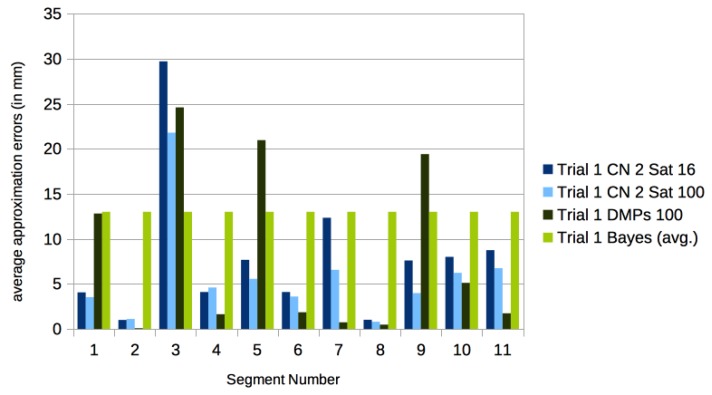 35
30
25
20
15
10
5
0
average approximation errors (in mm)
1 2 3 4 5 6 7 8 9 10 11
Segment Number
Trial 1 CN 2 Sat 16
Trial 1 CN 2 Sat 100
Trial 1 DMPs 100
Trial 1 Bayes (avg.)